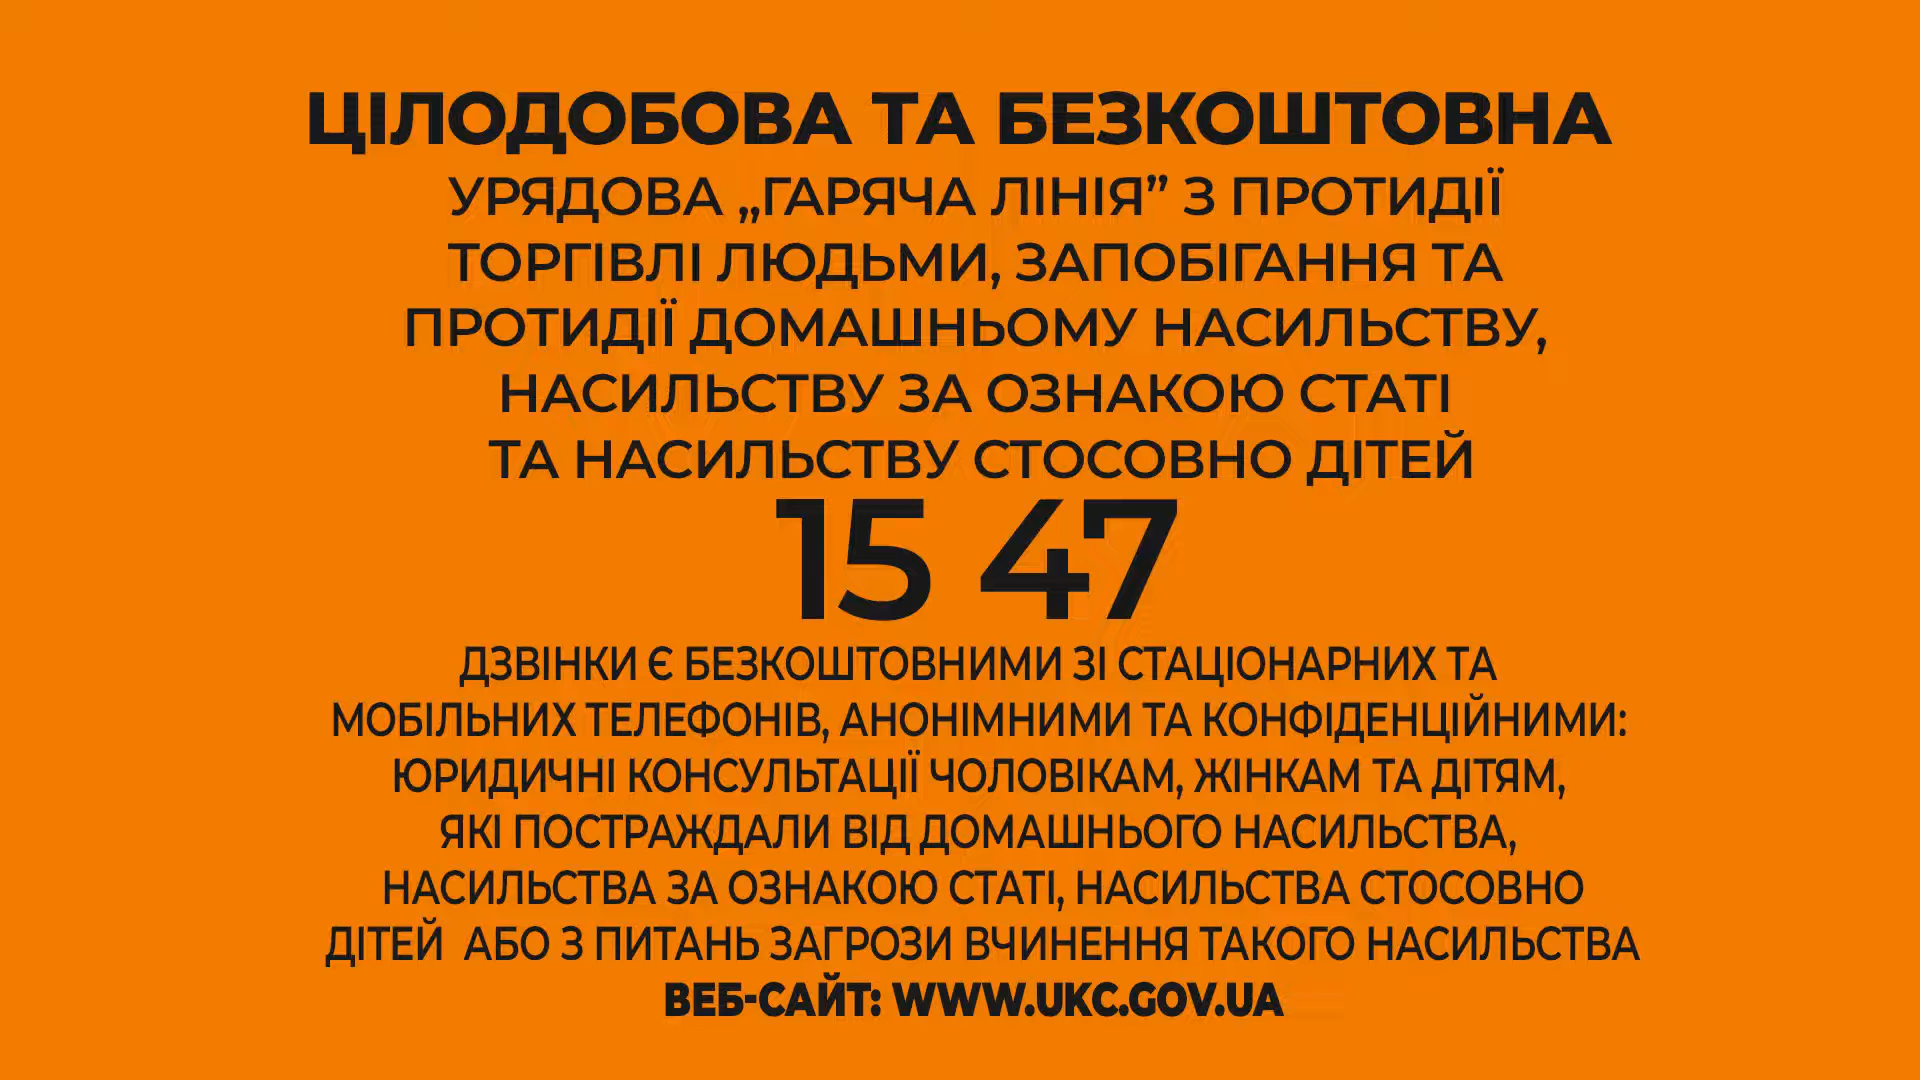 ЦІЛОДОБОВА ТА БЕЗКОШТОВНА
УРЯДОВА „ГАРЯЧА ЛІНІЯ” З ПРОТИДІЇ
ТОРГІВЛІ ЛЮДЬМИ, ЗАПОБІГАННЯ ТА
ПРОТИДІЇ ДОМАШНЬОМУ НАСИЛЬСТВУ,
НАСИЛЬСТВУ ЗА ОЗНАКОЮ СТАТІ
ТА НАСИЛЬСТВУ СТОСОВНО ДІТЕЙ
15 47
ДЗВІНКИ Є БЕЗКОШТОВНИМИ ЗІ СТАЦІОНАРНИХ ТА
МОБІЛЬНИХ ТЕЛЕФОНІВ, АНОНІМНИМИ ТА КОНФІДЕНЦІЙНИМИ:
ЮРИДИЧНІ КОНСУЛЬТАЦІЇ ЧОЛОВІКАМ, ЖІНКАМ ТА ДІТЯМ,
ЯКІ ПОСТРАЖДАЛИ ВІД ДОМАШНЬОГО НАСИЛЬСТВА,
НАСИЛЬСТВА ЗА ОЗНАКОЮ СТАТІ, НАСИЛЬСТВА СТОСОВНО
ДІТЕЙ АБО З ПИТАНЬ ЗАГРОЗИ ВЧИНЕННЯ ТАКОГО НАСИЛЬСТВА
ВЕБ-САЙТ: WWW.UKC.GOV.UA